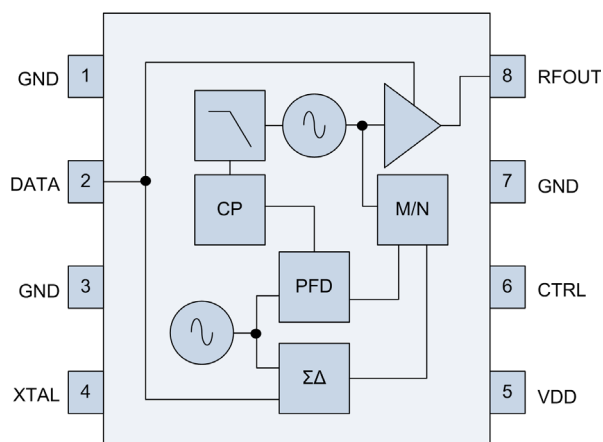 GND 1
8 RFOUT
DATA 2
7 GND
CP
M/N
GND 3
PFD
6 CTRL
ΣΔ
XTAL 4
5 VDD